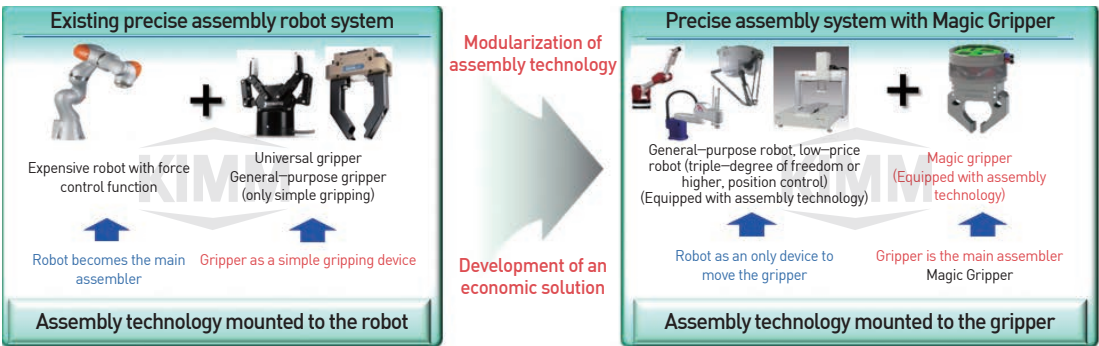 Existing precise assembly robot system
Expensive robot with force
control function
Universal gripper
General-purpose gripper
(only simple gripping)
KIMM
Robot becomes the main
assembler
Gripper as a simple gripping device
Assembly technology mounted to the robot
Modularization of
assembly technology
Development of an
economic solution
Precise assembly system with Magic Gripper
General-purpose robot, low-price
robot (triple-degree of freedom or
higher, position control)
(Equipped with assembly technology)
Magic gripper
(Equipped with assembly
technology)
KIMM
Robot as an only device to
move the gripper
Gripper is the main assembler
Magic Gripper
Assembly technology mounted to the gripper